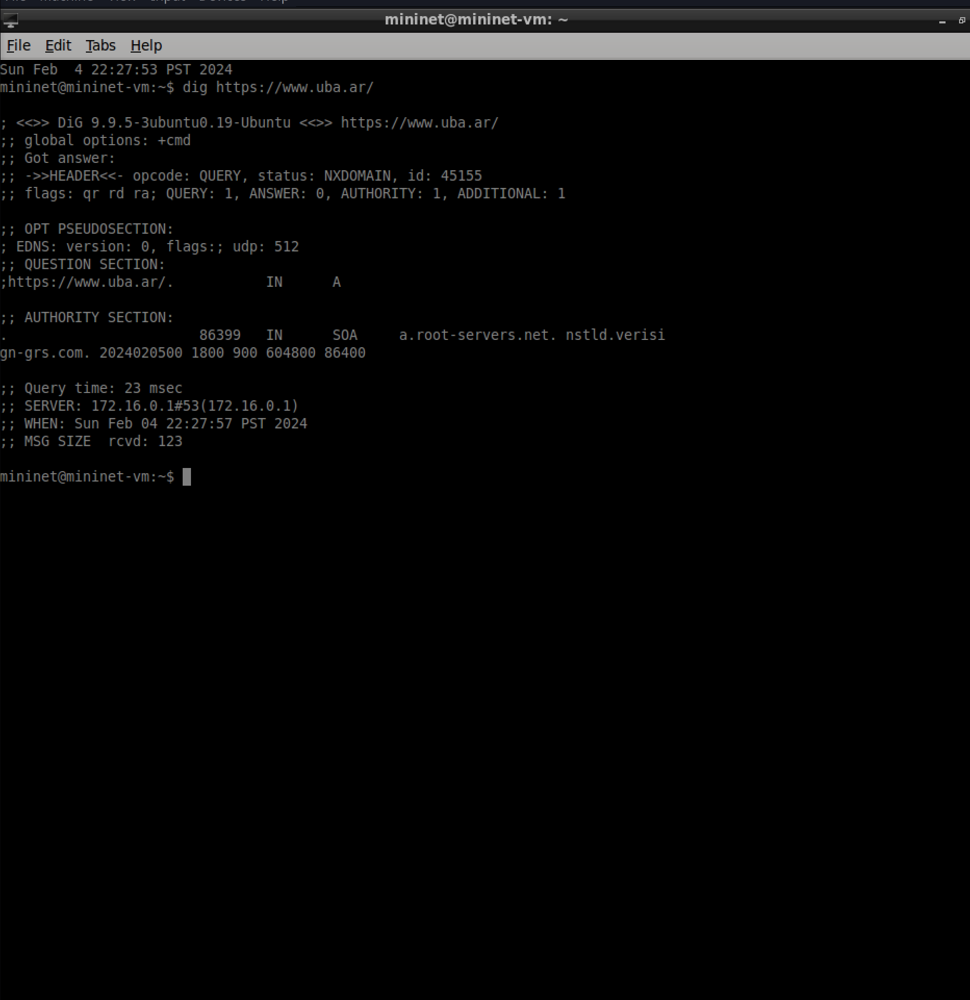 File Machine View Input Devices Help
mininet@mininet-vm: ~
File Edit Tabs Help
Sun Feb  4 22:27:53 PST 2024
mininet@mininet-vm:~$ dig https://www.uba.ar/
; <<>> DiG 9.9.5-3ubuntu0.19-Ubuntu <<>> https://www.uba.ar/
;; global options: +cmd
;; Got answer:
;; ->>HEADER<<- opcode: QUERY, status: NXDOMAIN, id: 45155
;; flags: qr rd ra; QUERY: 1, ANSWER: 0, AUTHORITY: 1, ADDITIONAL: 1
;; OPT PSEUDOSECTION:
; EDNS: version: 0, flags:; udp: 512
;; QUESTION SECTION:
;https://www.uba.ar/.           IN      A
;; AUTHORITY SECTION:
.                       86399   IN      SOA     a.root-servers.net. nstld.verisi
gn-grs.com. 2024020500 1800 900 604800 86400
;; Query time: 23 msec
;; SERVER: 172.16.0.1#53(172.16.0.1)
;; WHEN: Sun Feb 04 22:27:57 PST 2024
;; MSG SIZE  rcvd: 123
mininet@mininet-vm:~$